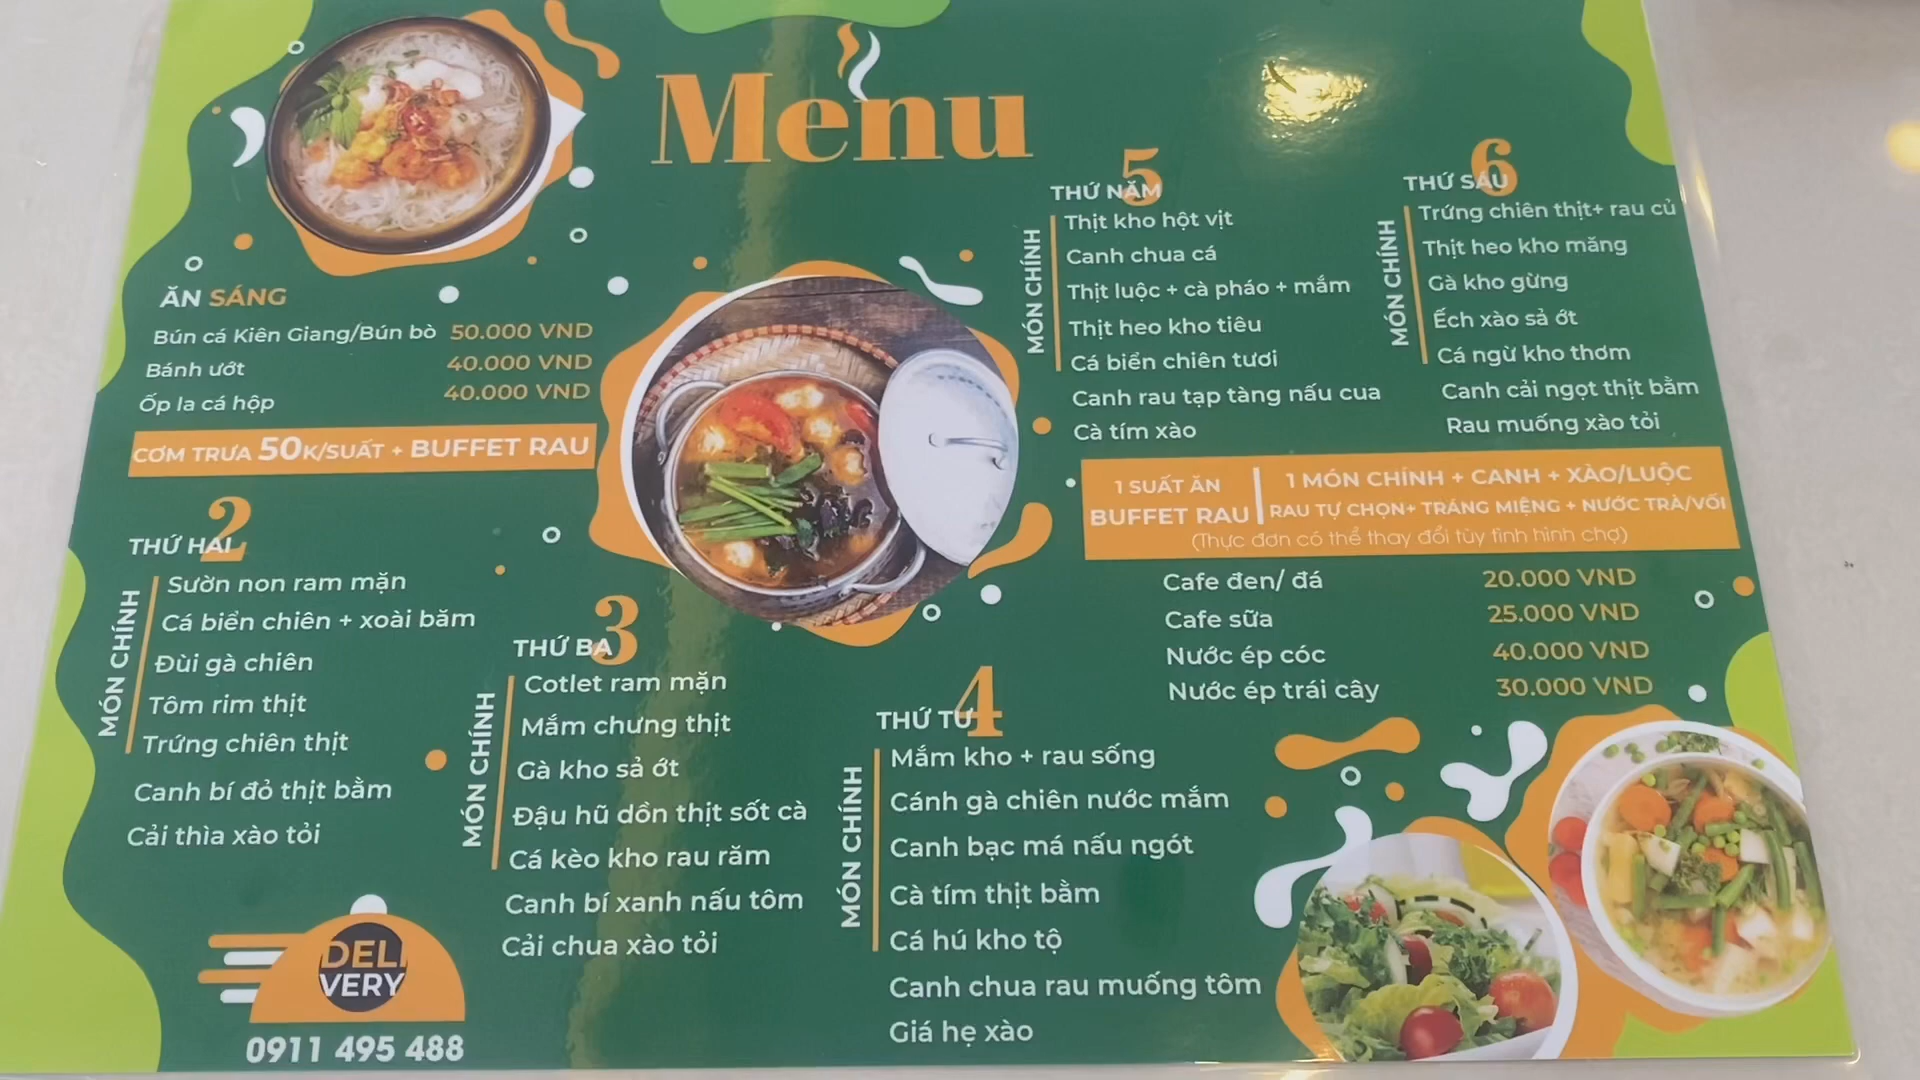 Menu
ĂN SÁNG
Bún cá Kiên Giang/Bún bò 50.000 VND
Bánh ướt 40.000 VND
Ốp la cá hộp 40.000 VND
CƠM TRƯA 50K/SUẤT + BUFFET RAU
2
THỨ HAI
MÓN CHÍNH
Sườn non ram mặn
Cá biển chiên + xoài băm
Đùi gà chiên
Tôm rim thịt
Trứng chiên thịt
Canh bí đỏ thịt bằm
Cải thìa xào tỏi
3
THỨ BA
MÓN CHÍNH
Cotlet ram mặn
Mắm chưng thịt
Gà kho sả ớt
Đậu hũ dồn thịt sốt cà
Cá kèo kho rau răm
Canh bí xanh nấu tôm
Cải chua xào tỏi
4
THỨ TƯ
MÓN CHÍNH
Mắm kho + rau sống
Cánh gà chiên nước mắm
Canh bạc má nấu ngót
Cà tím thịt bằm
Cá hú kho tộ
Canh chua rau muống tôm
Giá hẹ xào
5
THỨ NĂM
MÓN CHÍNH
Thịt kho hột vịt
Canh chua cá
Thịt luộc + cà pháo + mắm
Thịt heo kho tiêu
Cá biển chiên tươi
Canh rau tạp tàng nấu cua
Cà tím xào
6
THỨ SÁU
MÓN CHÍNH
Trứng chiên thịt+ rau củ
Thịt heo kho măng
Gà kho gừng
Ếch xào sả ớt
Cá ngừ kho thơm
Canh cải ngọt thịt bằm
Rau muống xào tỏi
1 SUẤT ĂN
BUFFET RAU
1 MÓN CHÍNH + CANH + XÀO/LUỘC
RAU TỰ CHỌN+ TRÁNG MIỆNG + NƯỚC TRÀ/VỐI
(Thực đơn có thể thay đổi tùy tình hình chợ)
Cafe đen/ đá 20.000 VND
Cafe sữa 25.000 VND
Nước ép cóc 40.000 VND
Nước ép trái cây 30.000 VND
DELI
VERY
0911 495 488